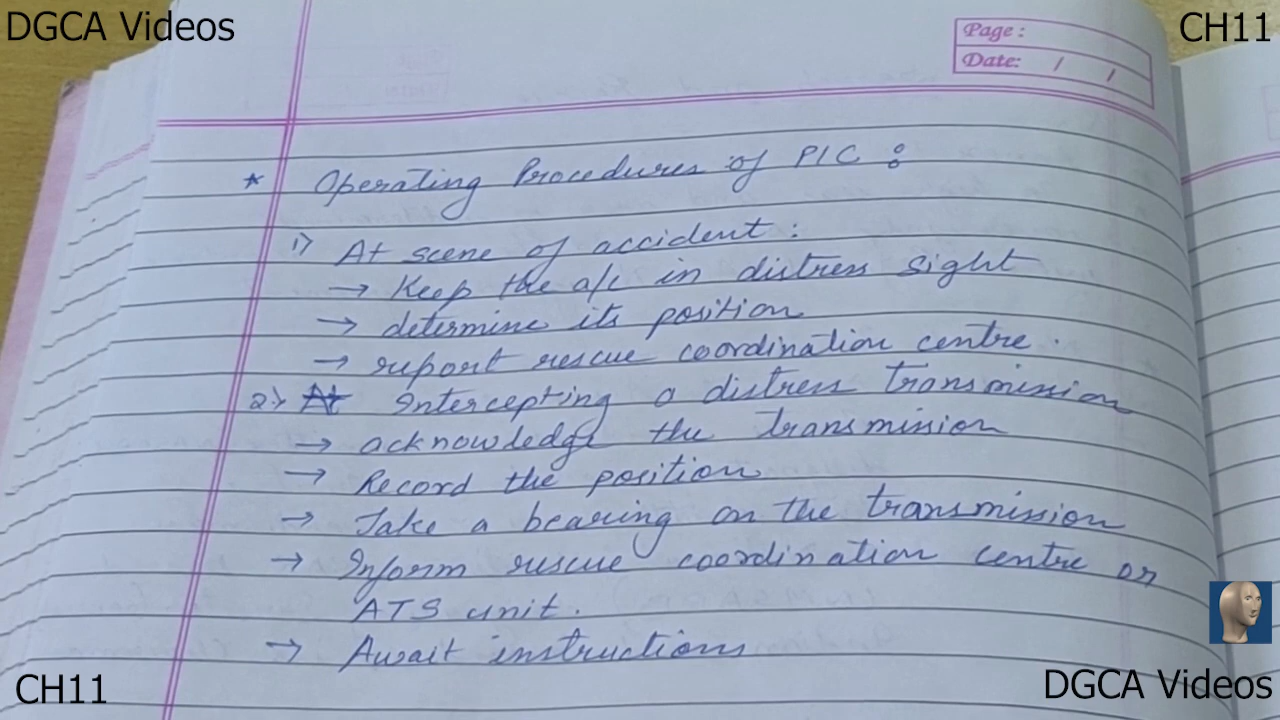 DGCA Videos
CH11
Page :
Date: / /
* Operating Procedures of PIC :
1) At scene of accident :
→ Keep the a/c in distress sight
→ determine its position
→ report rescue coordination centre.
2) At Intercepting a distress transmission
→ acknowledge the transmission
→ Record the position
→ Take a bearing on the transmission
→ Inform rescue coordination centre or
ATS unit.
→ Await instructions
CH11
DGCA Videos